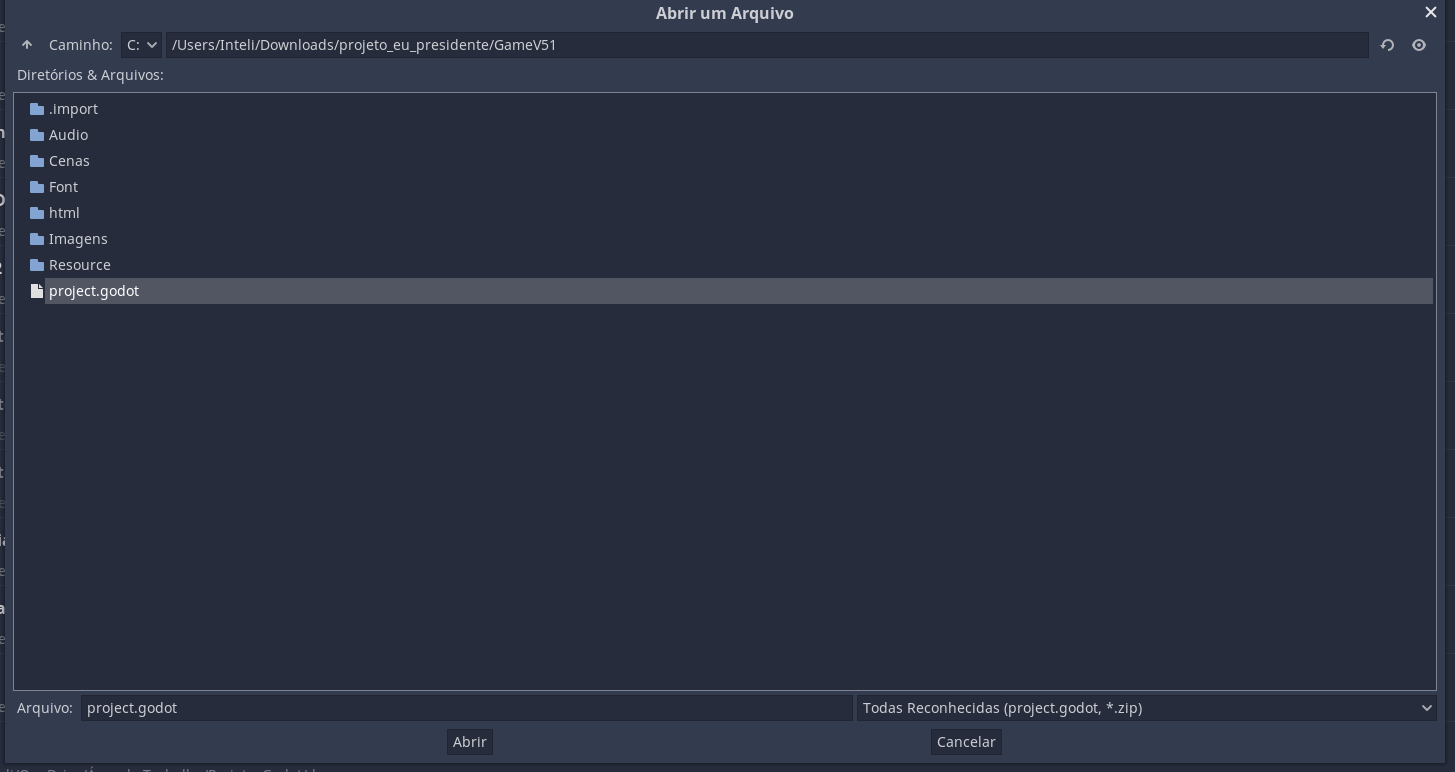 Abrir um Arquivo
Caminho: C: /Users/Inteli/Downloads/projeto_eu_presidente/GameV51
Diretórios & Arquivos:
.import
Audio
Cenas
Font
html
Imagens
Resource
project.godot
Arquivo: project.godot Todas Reconhecidas (project.godot, *.zip)
Abrir Cancelar